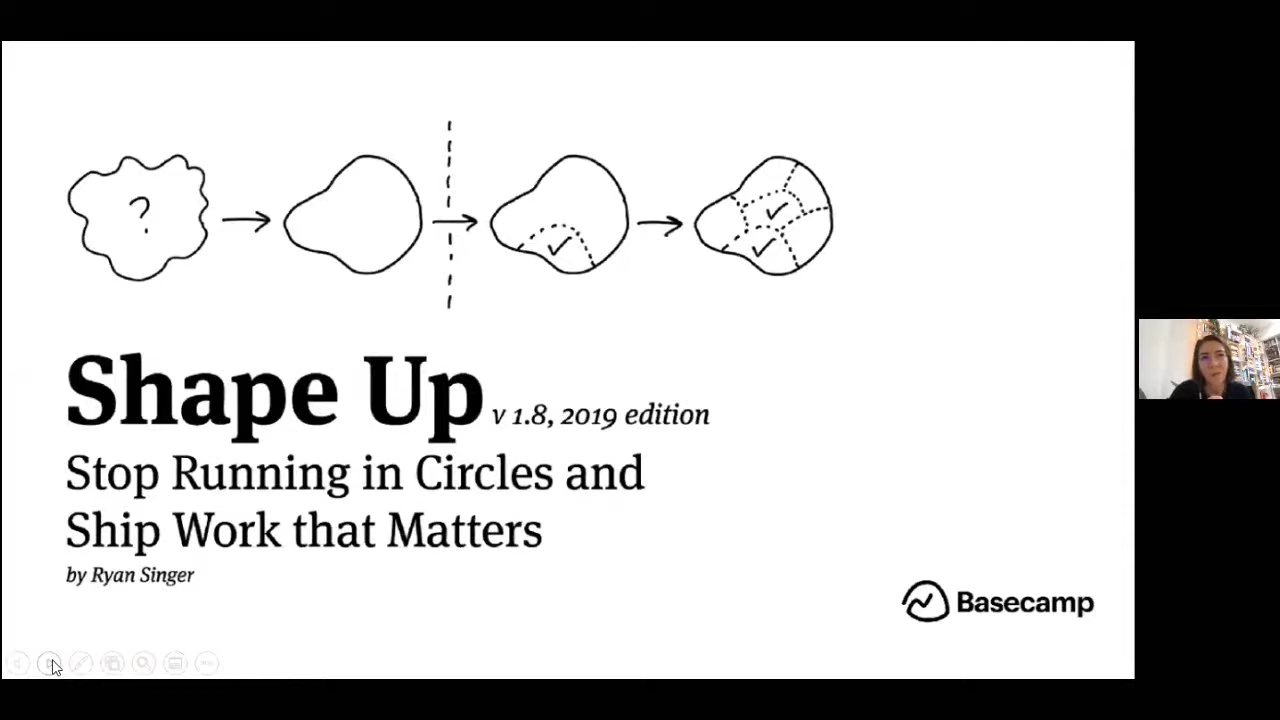 ?
Shape Up v 1.8, 2019 edition
Stop Running in Circles and
Ship Work that Matters
by Ryan Singer
Basecamp